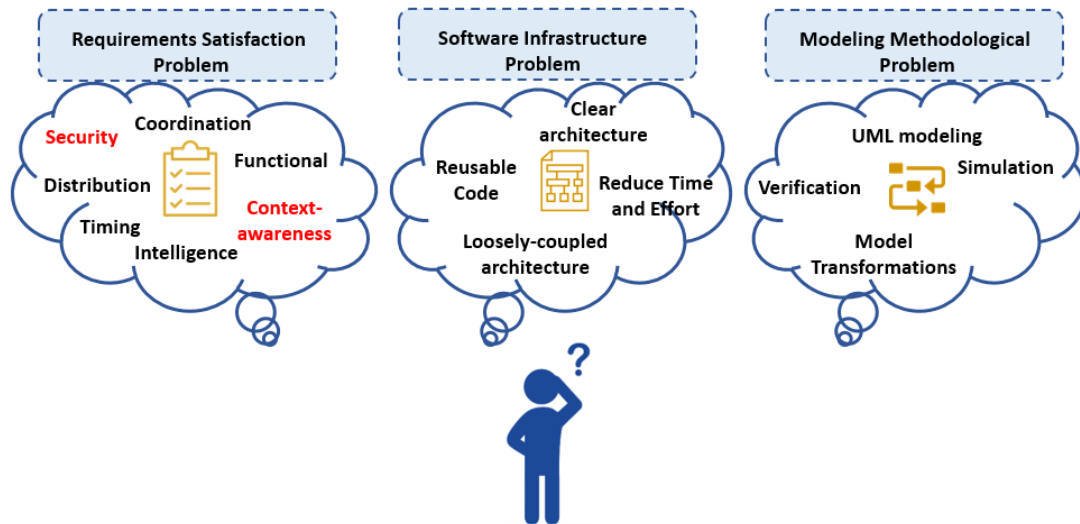 Requirements Satisfaction
Problem
Software Infrastructure
Problem
Modeling Methodological
Problem
Security
Coordination
Functional
Distribution
Context-
awareness
Timing
Intelligence
Clear
architecture
Reusable
Code
Reduce Time
and Effort
Loosely-coupled
architecture
UML modeling
Simulation
Verification
Model
Transformations
?